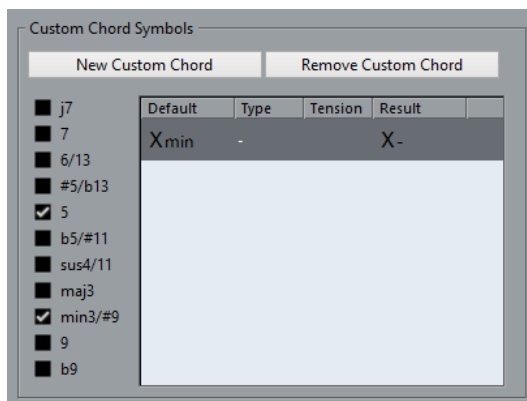 Custom Chord Symbols
New Custom Chord Remove Custom Chord
j7
7
6/13
#5/b13
5
b5/#11
sus4/11
maj3
min3/#9
9
b9
Default Type Tension Result
Xmin - X-